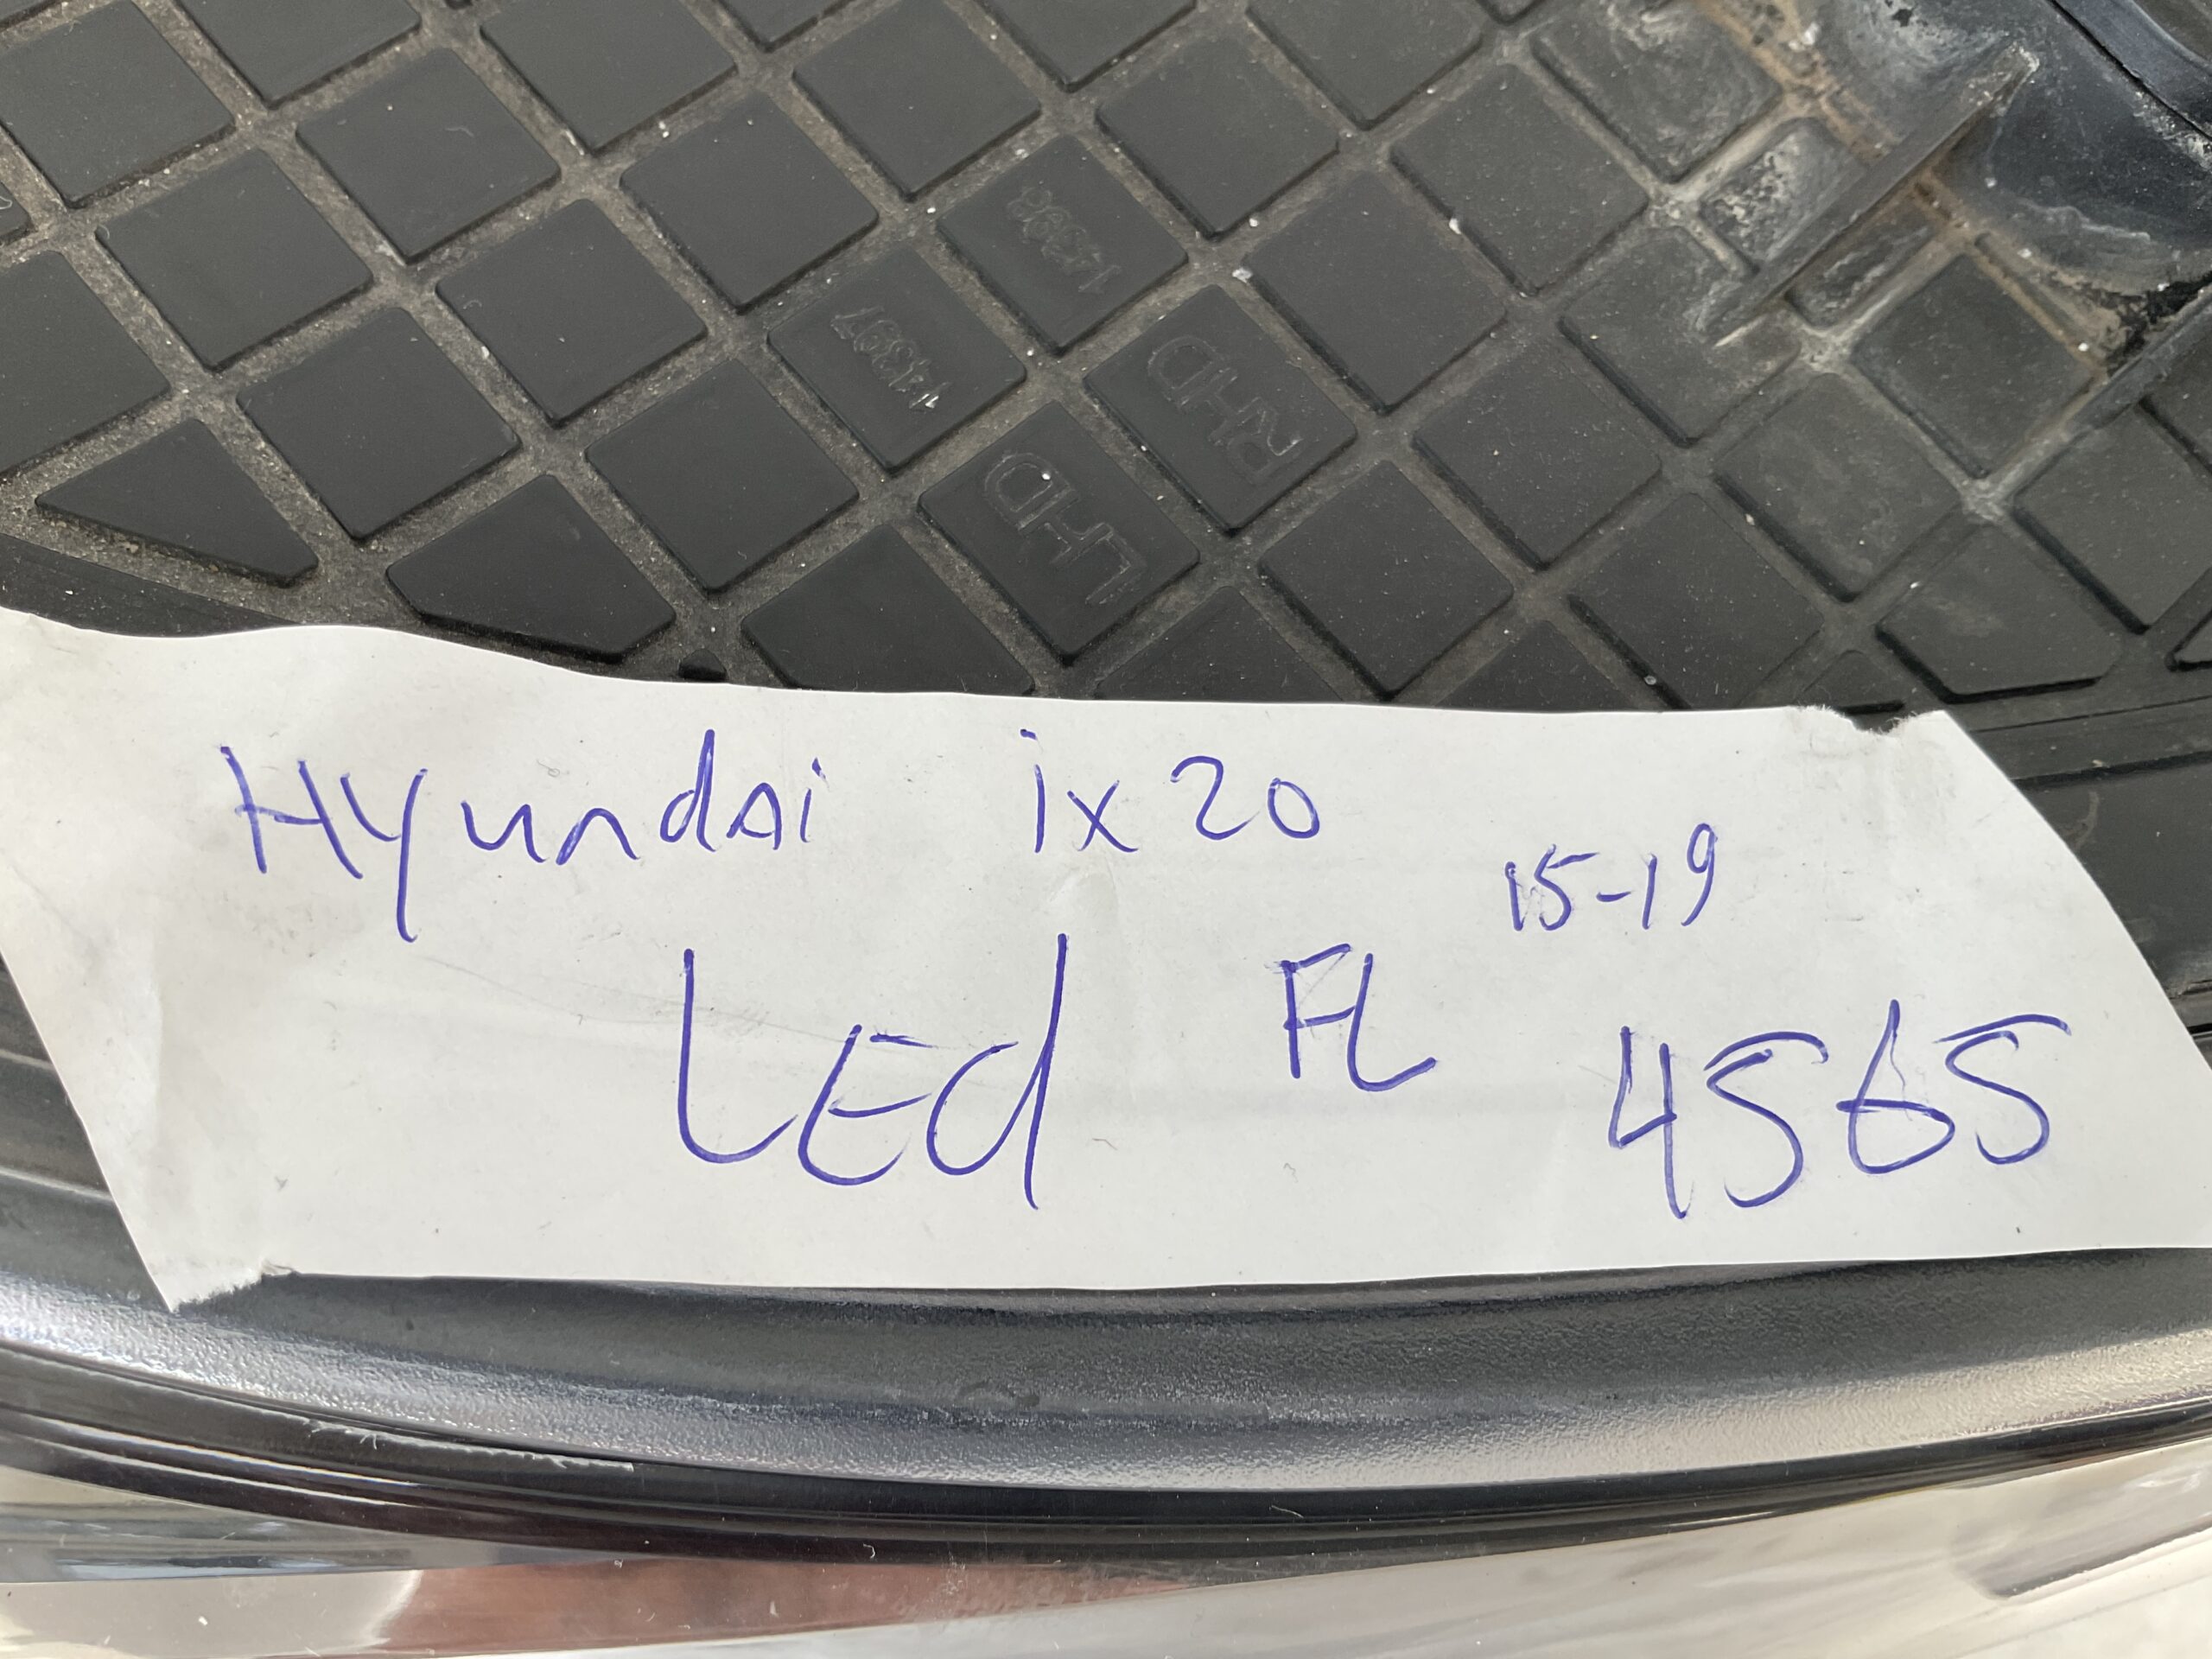 RHD
LHD
Hyundai ix20
15-19
LEd FL 4565